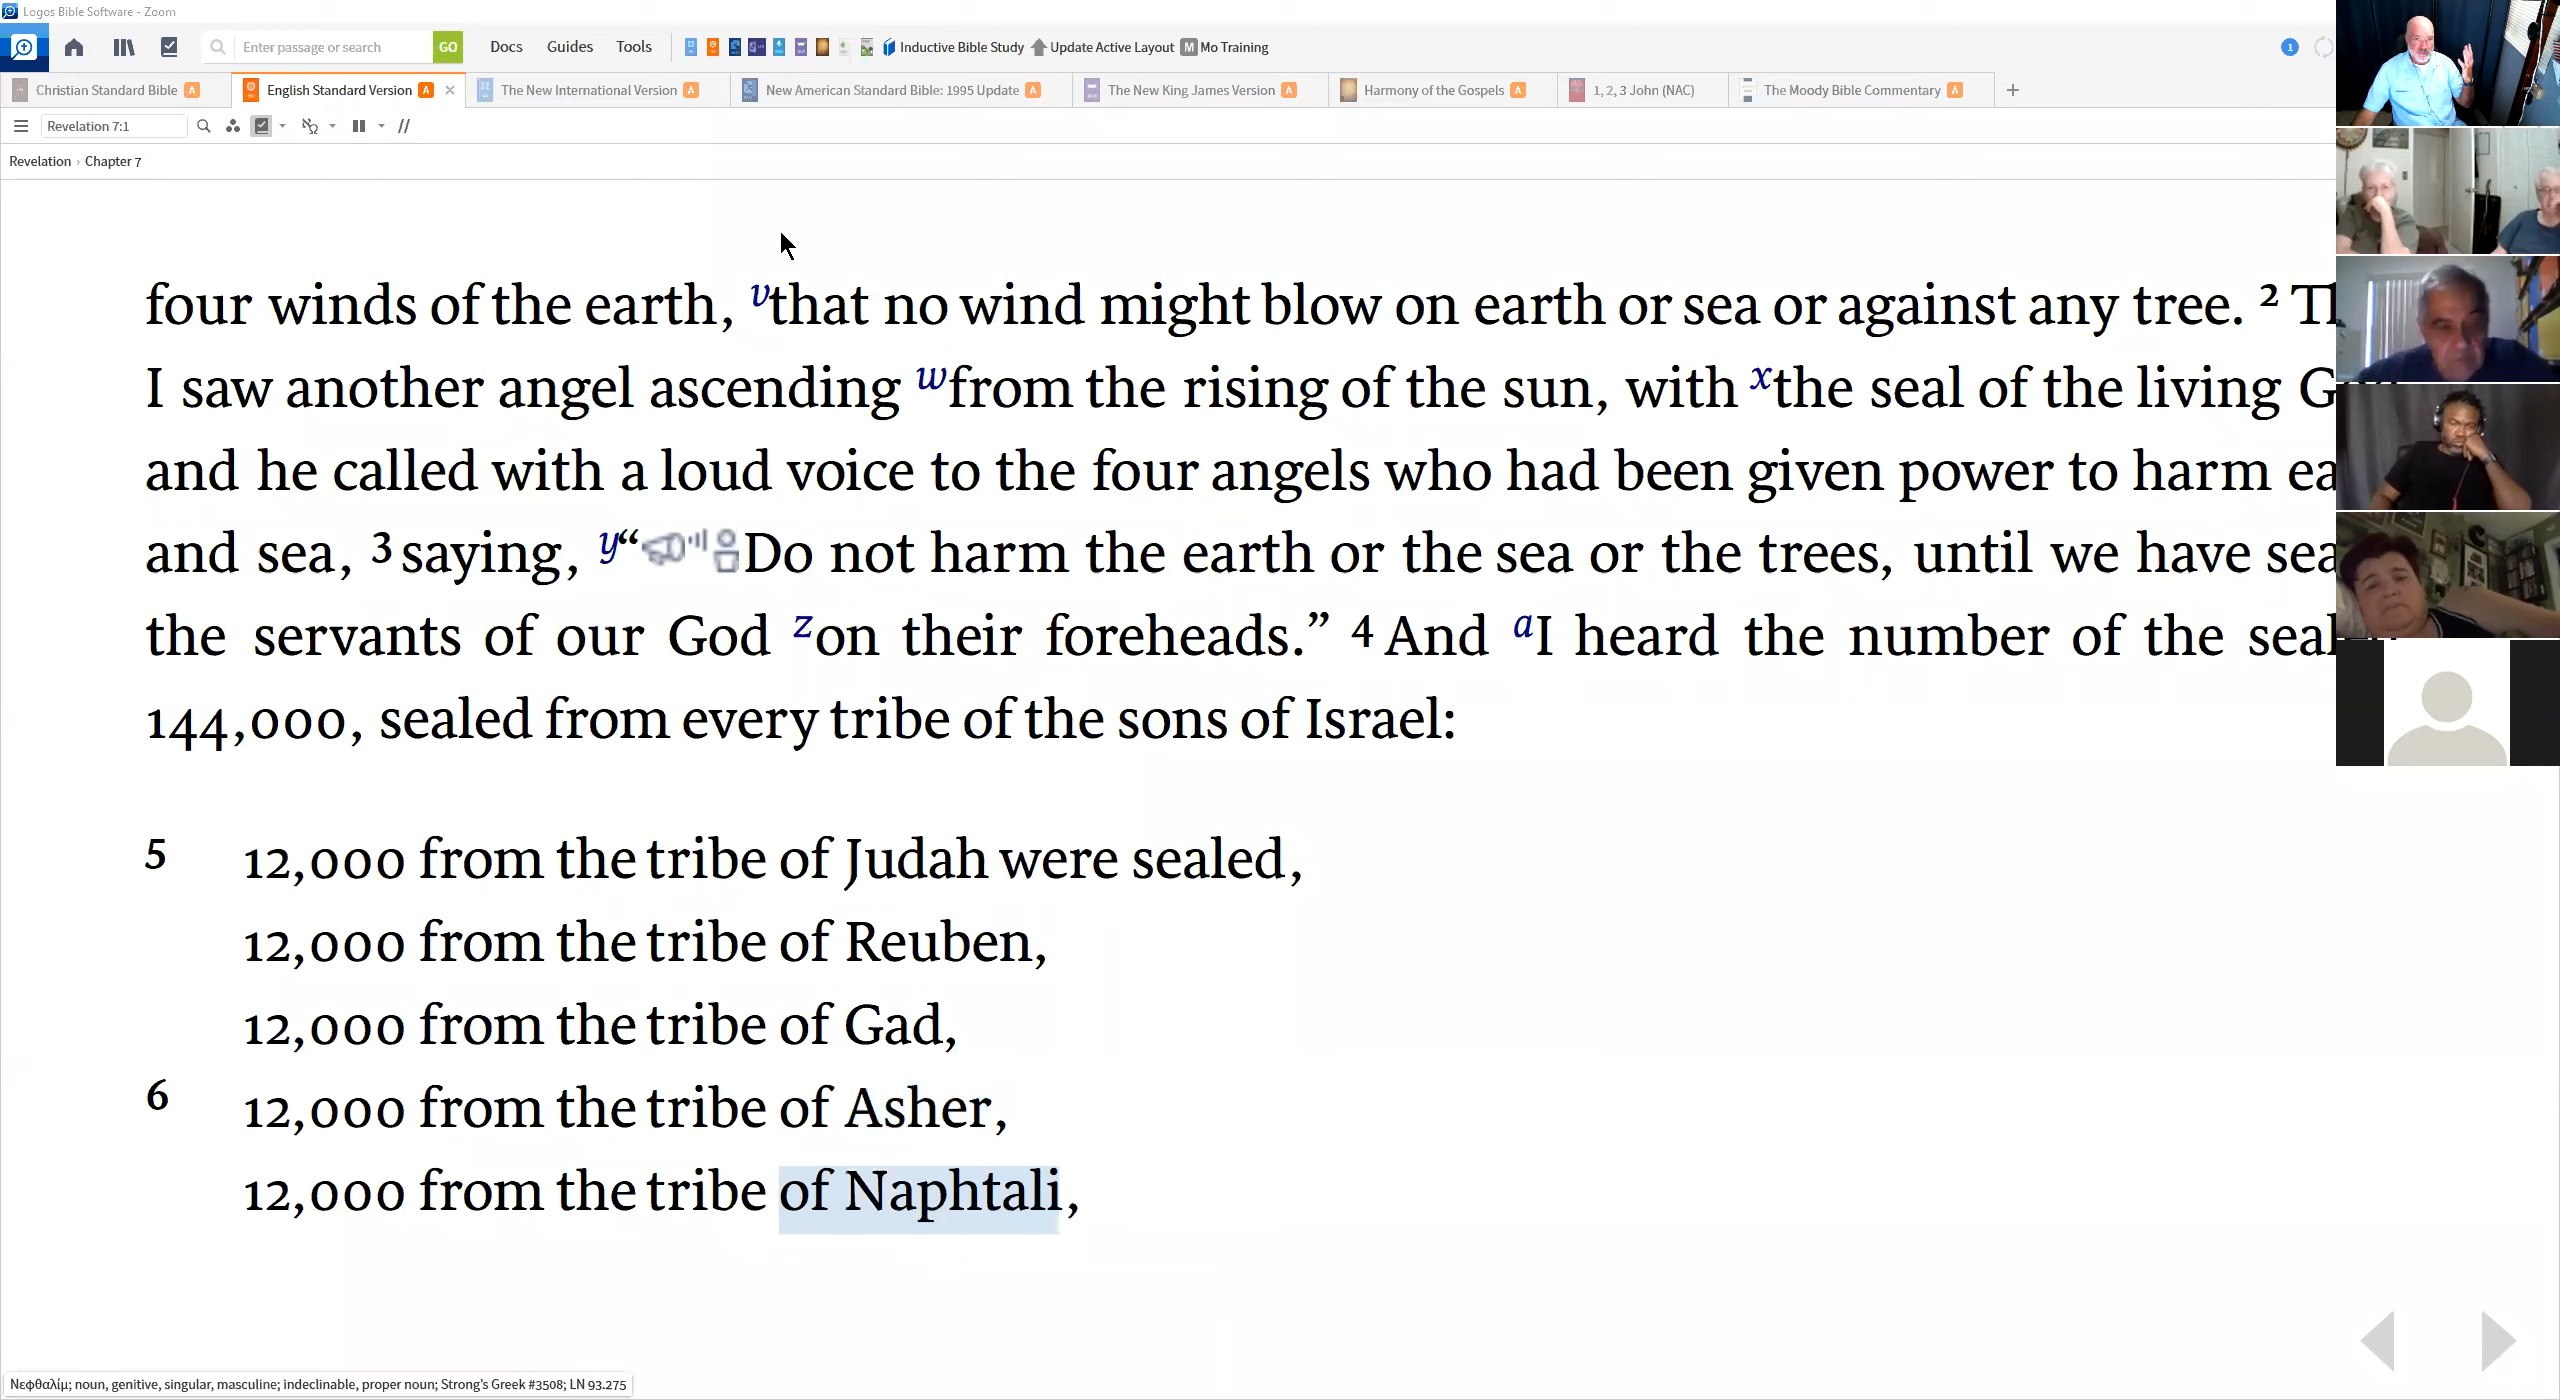 Logos Bible Software - Zoom
Enter passage or search GO Docs Guides Tools Inductive Bible Study Update Active Layout M Mo Training 1
Christian Standard Bible A English Standard Version A The New International Version A New American Standard Bible: 1995 Update A The New King James Version A Harmony of the Gospels A 1, 2, 3 John (NAC) The Moody Bible Commentary A
Revelation 7:1
Revelation › Chapter 7
four winds of the earth, vthat no wind might blow on earth or sea or against any tree. 2
I saw another angel ascending wfrom the rising of the sun, with xthe seal of the living
and he called with a loud voice to the four angels who had been given power to harm
and sea, 3 saying, y“Do not harm the earth or the sea or the trees, until we have
the servants of our God zon their foreheads.” 4 And aI heard the number of the
144,000, sealed from every tribe of the sons of Israel:
5 12,000 from the tribe of Judah were sealed,
12,000 from the tribe of Reuben,
12,000 from the tribe of Gad,
6 12,000 from the tribe of Asher,
12,000 from the tribe of Naphtali,
Νεφθαλίμ; noun, genitive, singular, masculine; indeclinable, proper noun; Strong's Greek #3508; LN 93.275